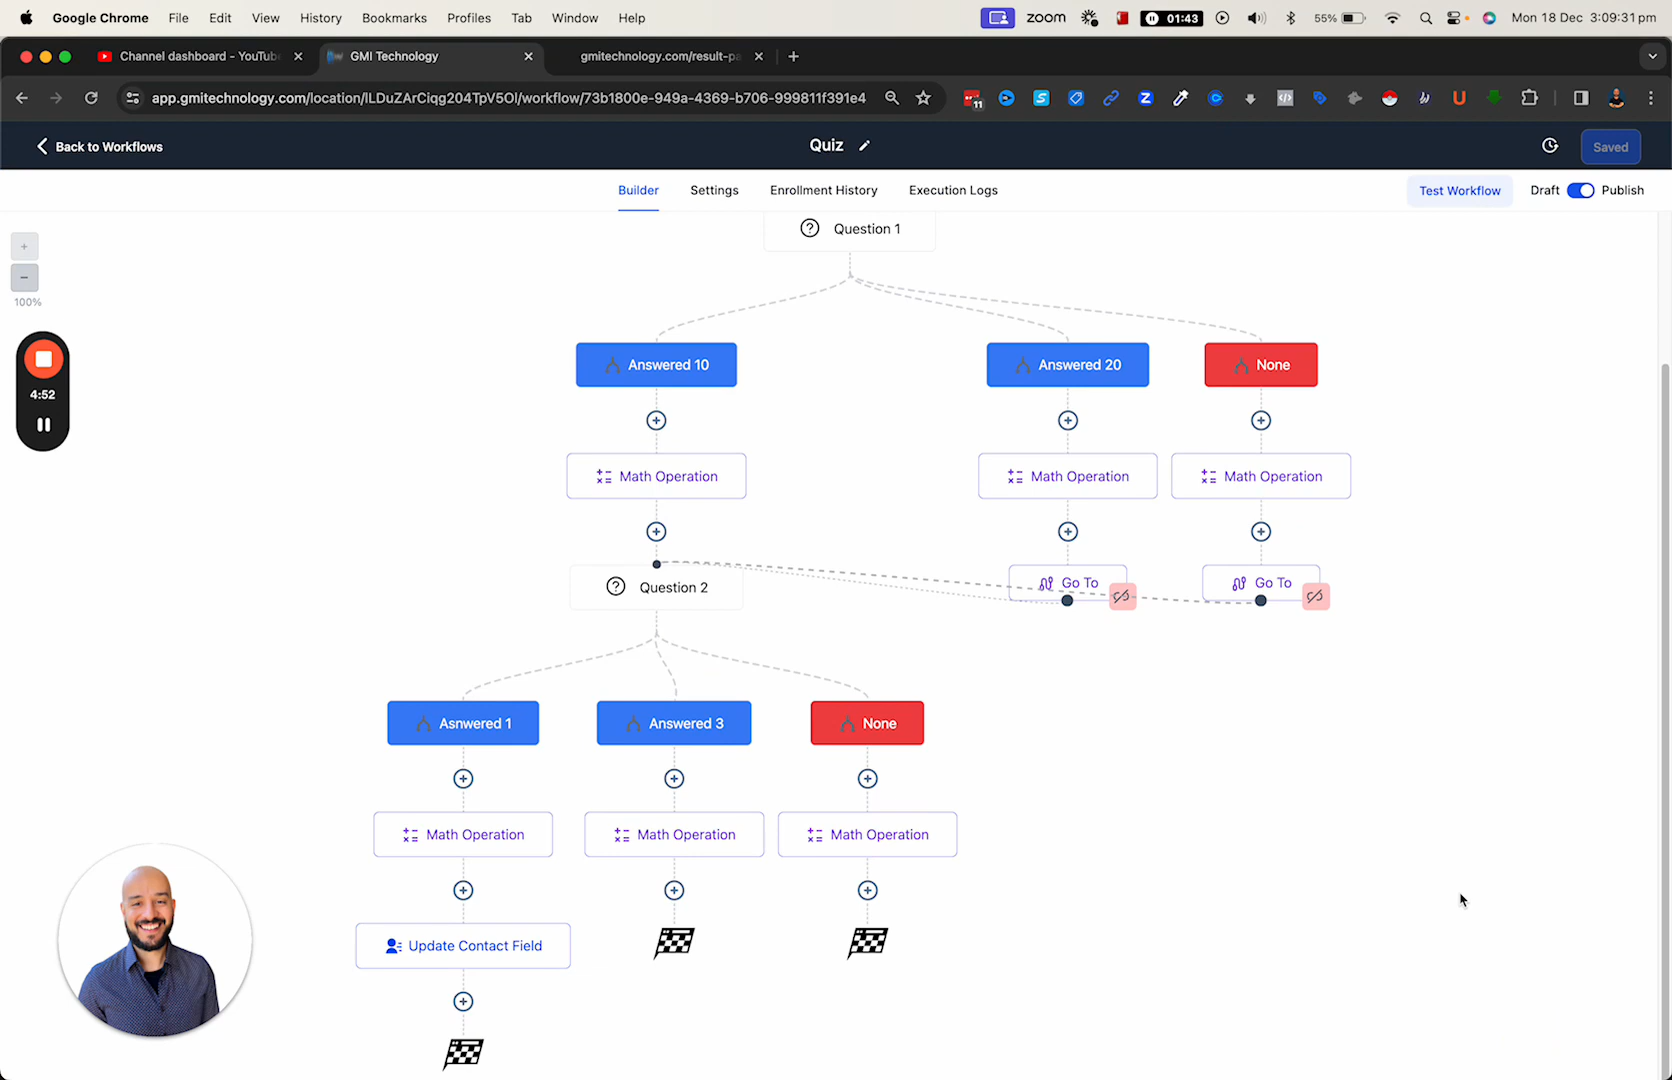 Google Chrome File Edit View History Bookmarks Profiles Tab Window Help zoom 01:43 55% Mon 18 Dec 3:09:31 pm
Channel dashboard - YouTub GMI Technology gmitechnology.com/result-pa
app.gmitechnology.com/location/ILDuZArCiqg204TpV5OI/workflow/73b1800e-949a-4369-b706-999811f391e4 11
Back to Workflows Quiz Saved
Builder Settings Enrollment History Execution Logs Test Workflow Draft Publish
Question 1
100%
Answered 10 Answered 20 None
4:52
Math Operation Math Operation Math Operation
Question 2 Go To Go To
Asnwered 1 Answered 3 None
Math Operation Math Operation Math Operation
Update Contact Field